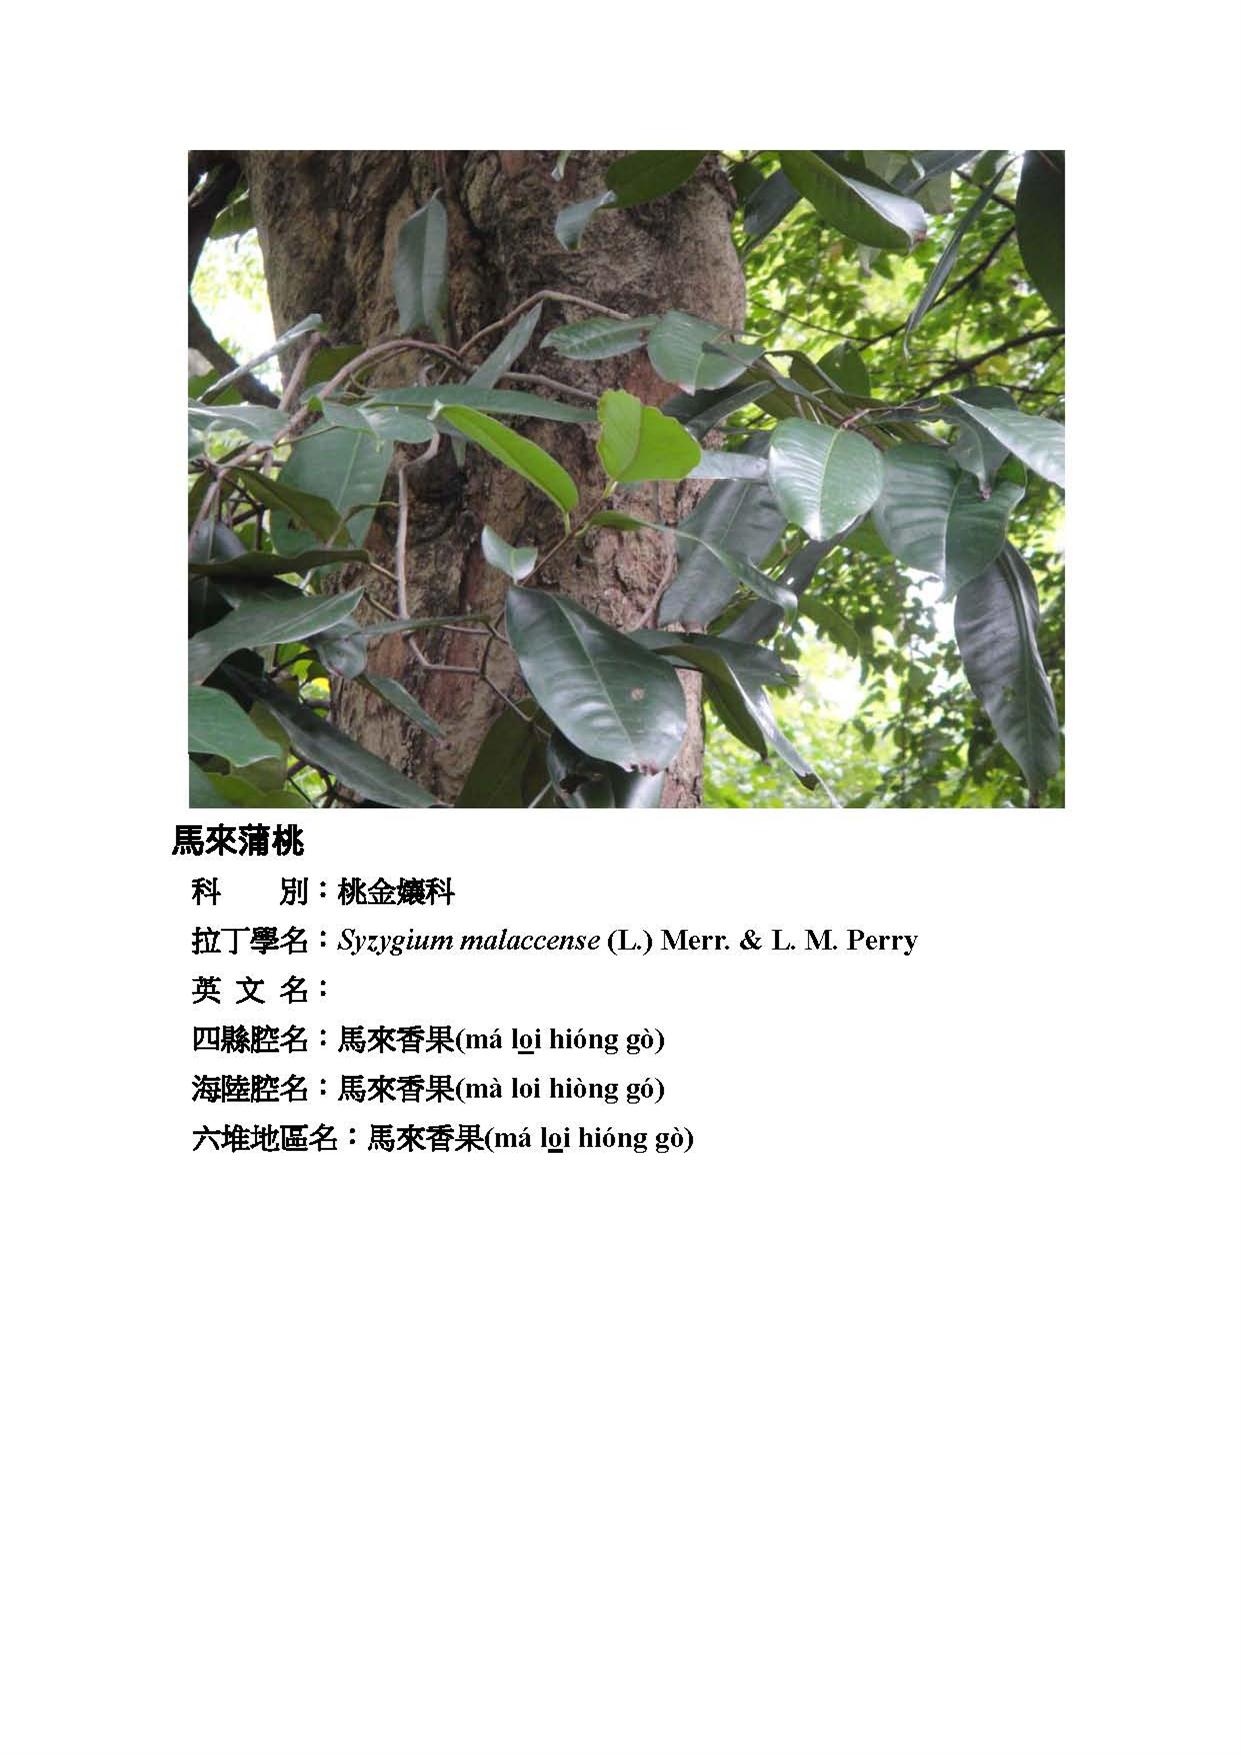 馬來蒲桃
科　　別：桃金孃科
拉丁學名：Syzygium malaccense (L.) Merr. & L. M. Perry
英 文 名：
四縣腔名：馬來香果(má lo̲i hióng gò)
海陸腔名：馬來香果(mà loi hiòng gó)
六堆地區名：馬來香果(má lo̲i hióng gò)